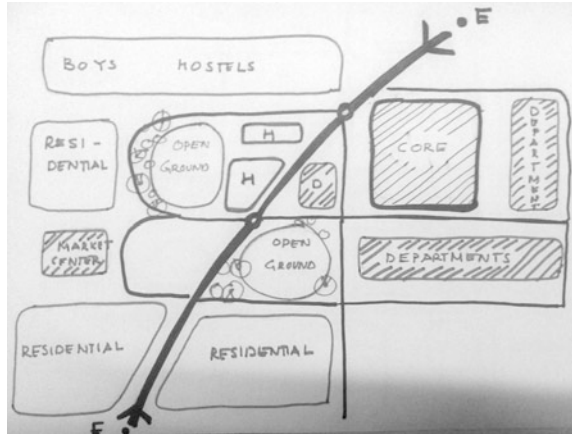 E
BOYS HOSTELS
RESI-
DENTIAL
OPEN
GROUND
H
H
D
CORE
DEPARTMENT
MARKET
CENTER
OPEN
GROUND
DEPARTMENTS
RESIDENTIAL
RESIDENTIAL
E